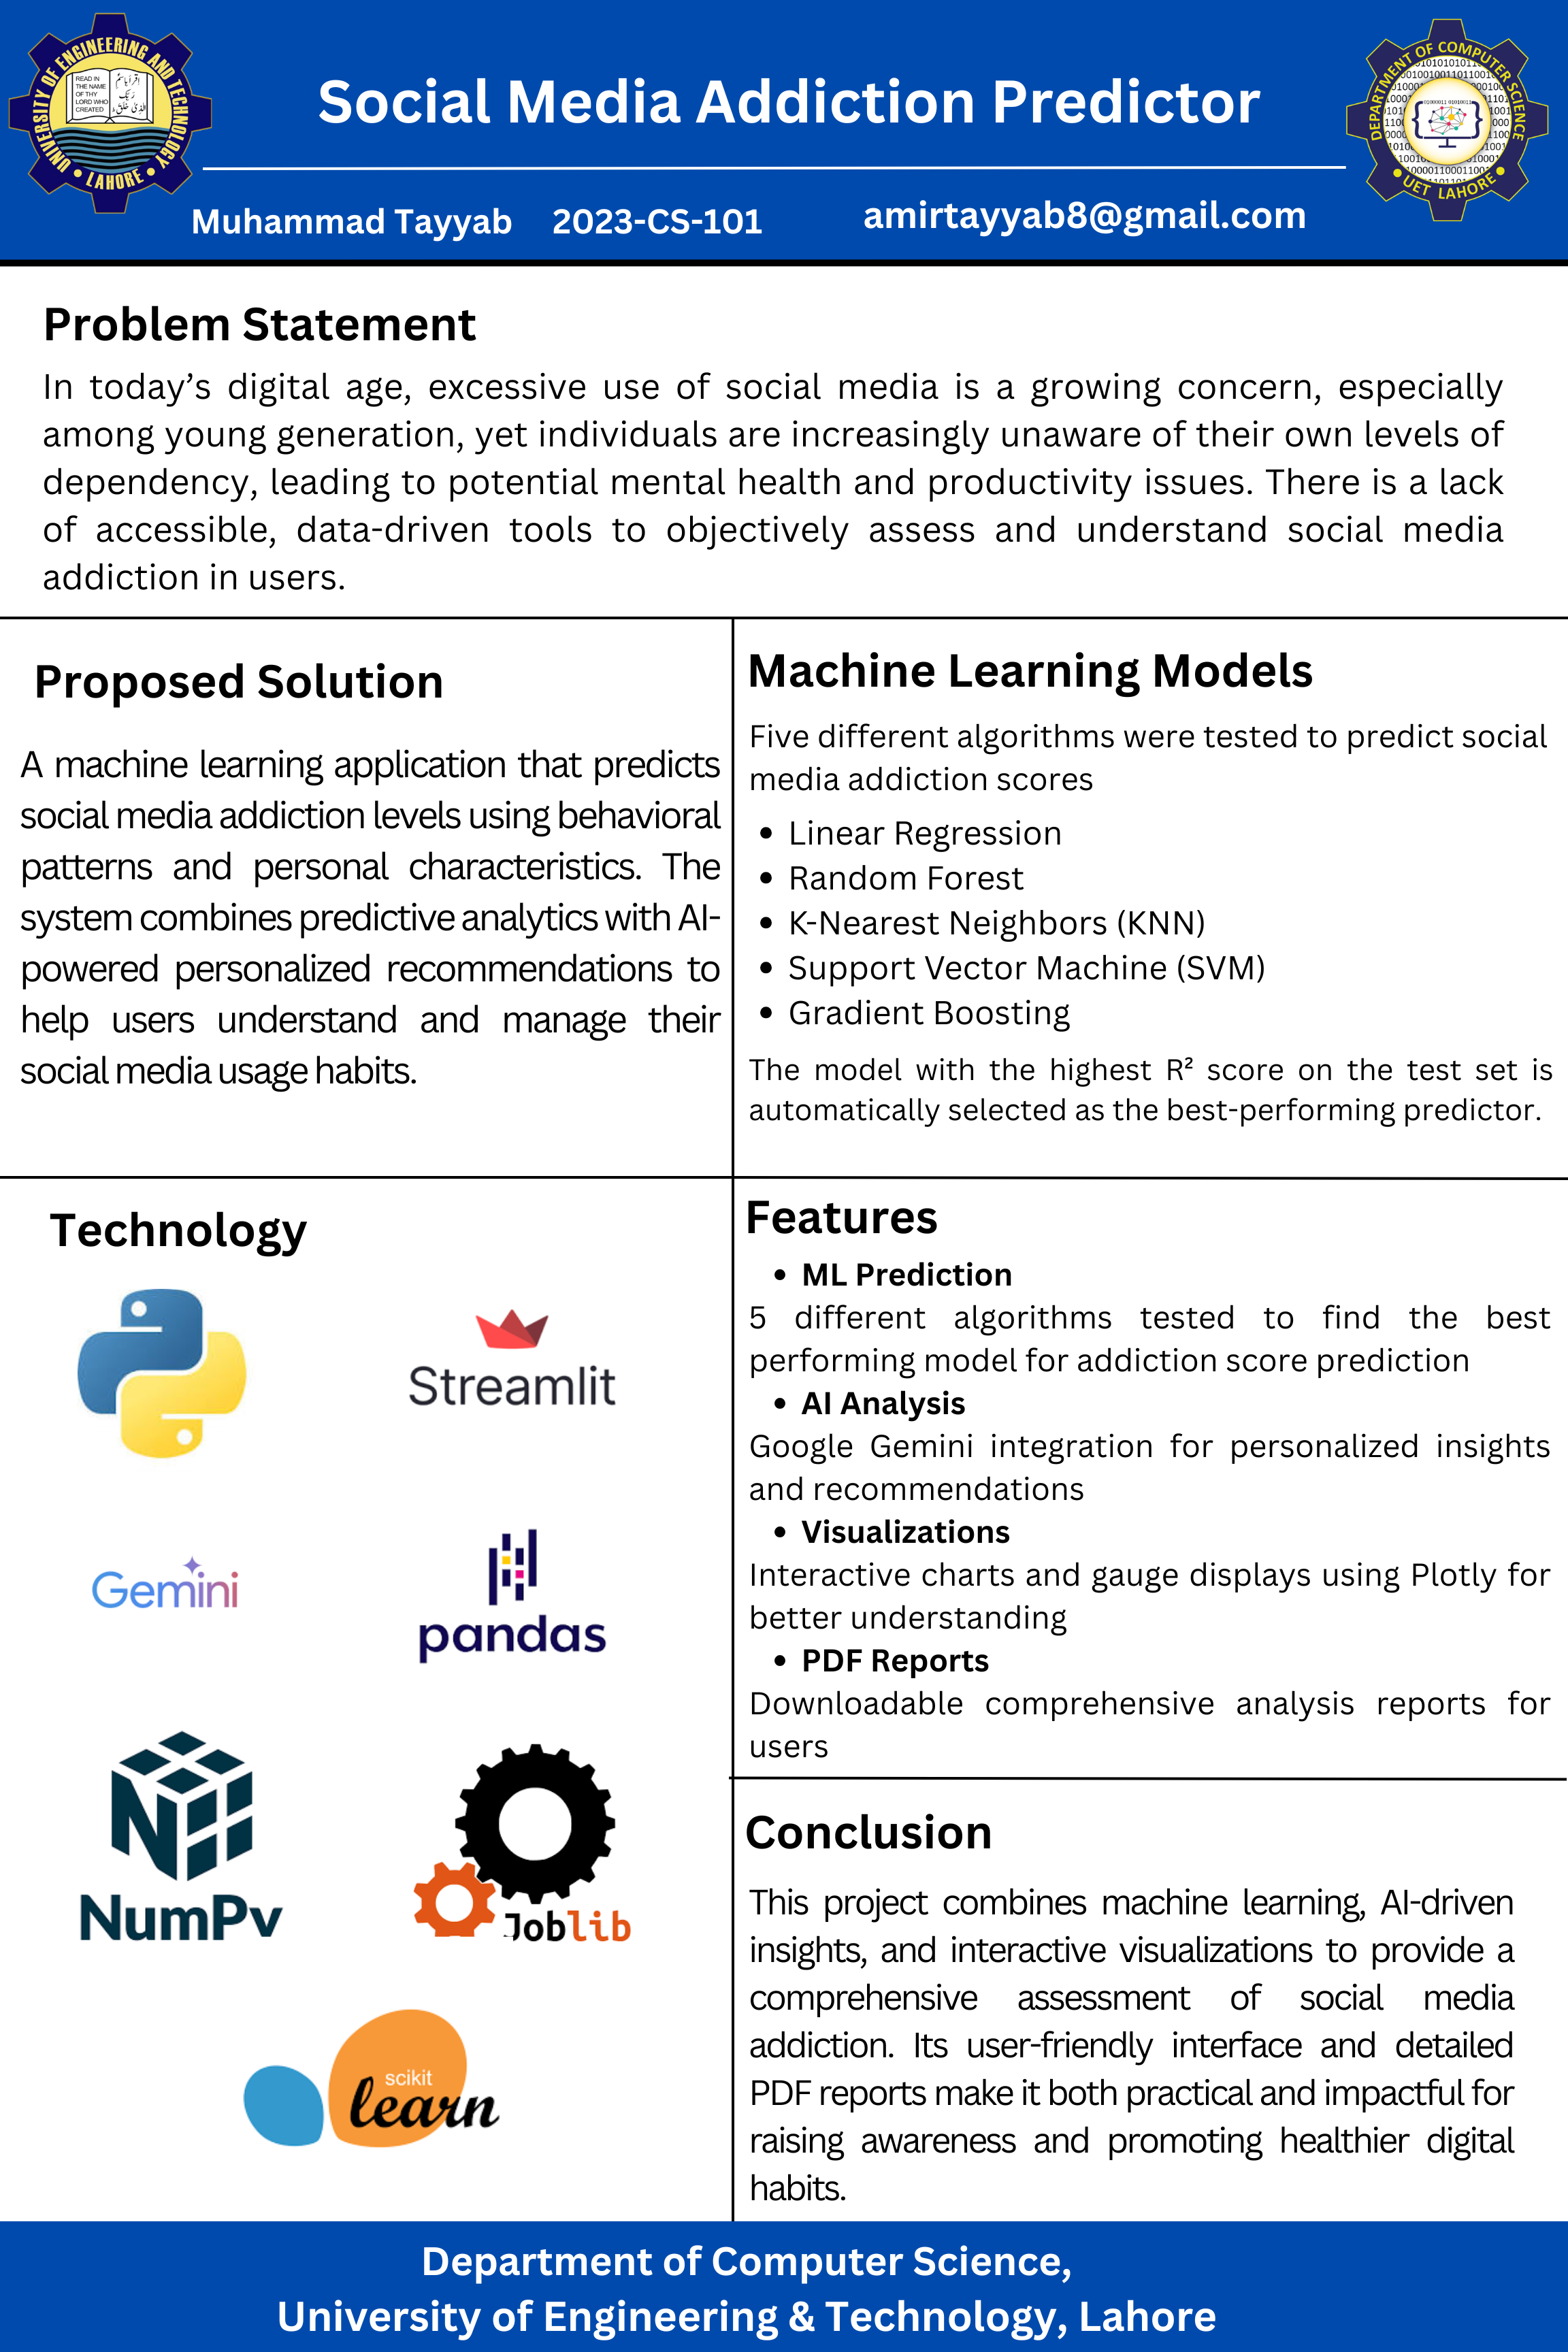 UNIVERSITY OF ENGINEERING AND TECHNOLOGY
• LAHORE •
READ IN
THE NAME
OF THY
LORD WHO
CREATED
Social Media Addiction Predictor
DEPARTMENT OF COMPUTER SCIENCE
• UET LAHORE •
Muhammad Tayyab 2023-CS-101 amirtayyab8@gmail.com
Problem Statement
In today’s digital age, excessive use of social media is a growing concern, especially
among young generation, yet individuals are increasingly unaware of their own levels of
dependency, leading to potential mental health and productivity issues. There is a lack
of accessible, data-driven tools to objectively assess and understand social media
addiction in users.
Proposed Solution
A machine learning application that predicts
social media addiction levels using behavioral
patterns and personal characteristics. The
system combines predictive analytics with AI-
powered personalized recommendations to
help users understand and manage their
social media usage habits.
Machine Learning Models
Five different algorithms were tested to predict social
media addiction scores
• Linear Regression
• Random Forest
• K-Nearest Neighbors (KNN)
• Support Vector Machine (SVM)
• Gradient Boosting
The model with the highest R² score on the test set is
automatically selected as the best-performing predictor.
Technology
Streamlit
Gemini
pandas
NumPy
Joblib
scikit
learn
Features
• ML Prediction
5 different algorithms tested to find the best
performing model for addiction score prediction
• AI Analysis
Google Gemini integration for personalized insights
and recommendations
• Visualizations
Interactive charts and gauge displays using Plotly for
better understanding
• PDF Reports
Downloadable comprehensive analysis reports for
users
Conclusion
This project combines machine learning, AI-driven
insights, and interactive visualizations to provide a
comprehensive assessment of social media
addiction. Its user-friendly interface and detailed
PDF reports make it both practical and impactful for
raising awareness and promoting healthier digital
habits.
Department of Computer Science,
University of Engineering & Technology, Lahore